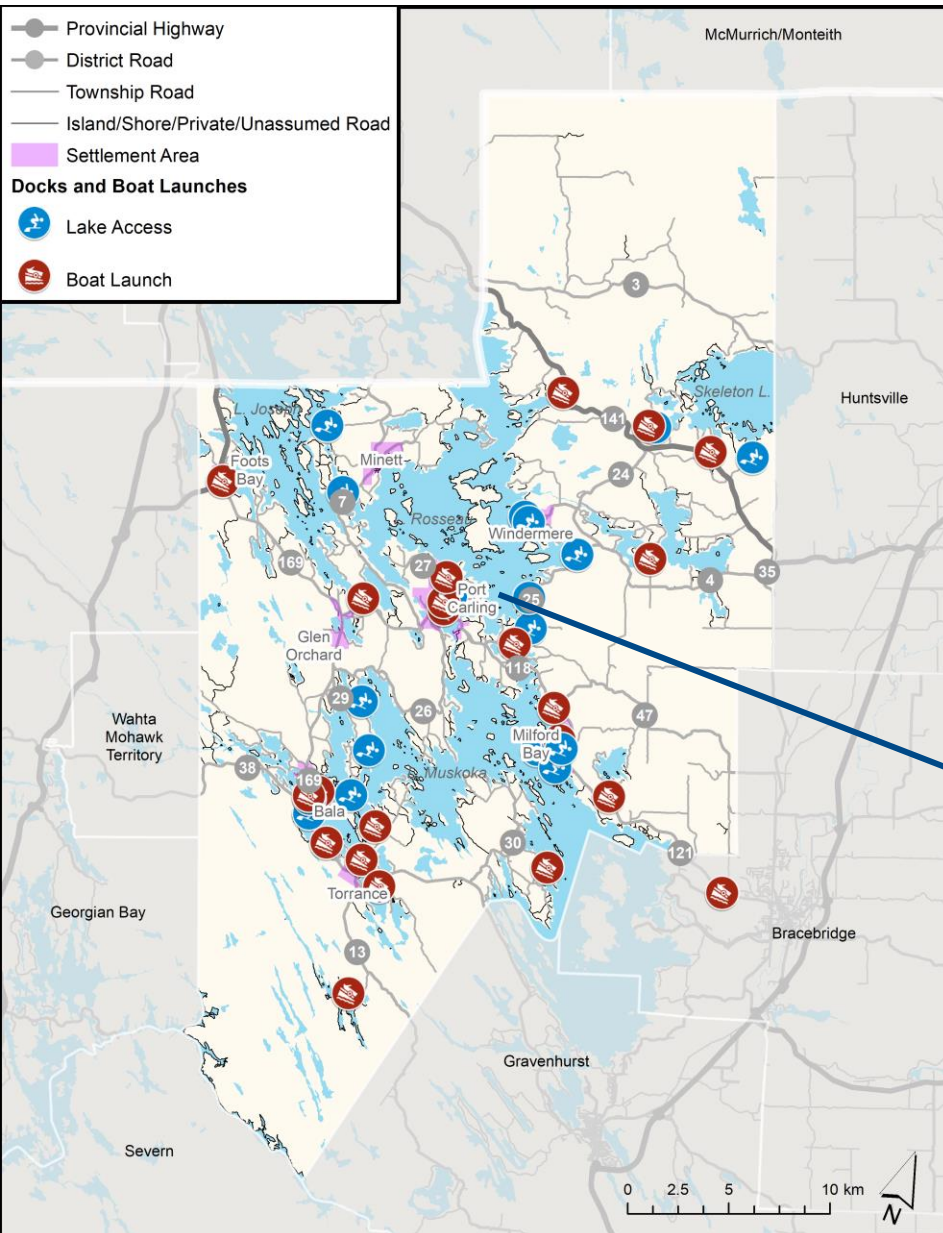 Provincial Highway
District Road
Township Road
Island/Shore/Private/Unassumed Road
Settlement Area
Docks and Boat Launches
Lake Access
Boat Launch
McMurrich/Monteith
3
Skeleton L.
Huntsville
L. Joseph
141
Minett
Foots
Bay
24
7
Rosseau
Windermere
169
27
4
35
Port
Carling
25
Glen
Orchard
118
29
26
47
Wahta
Mohawk
Territory
Milford
Bay
38
169
Muskoka
Bala
30
121
Torrance
Georgian Bay
Bracebridge
13
Gravenhurst
Severn
0 2.5 5 10 km
N